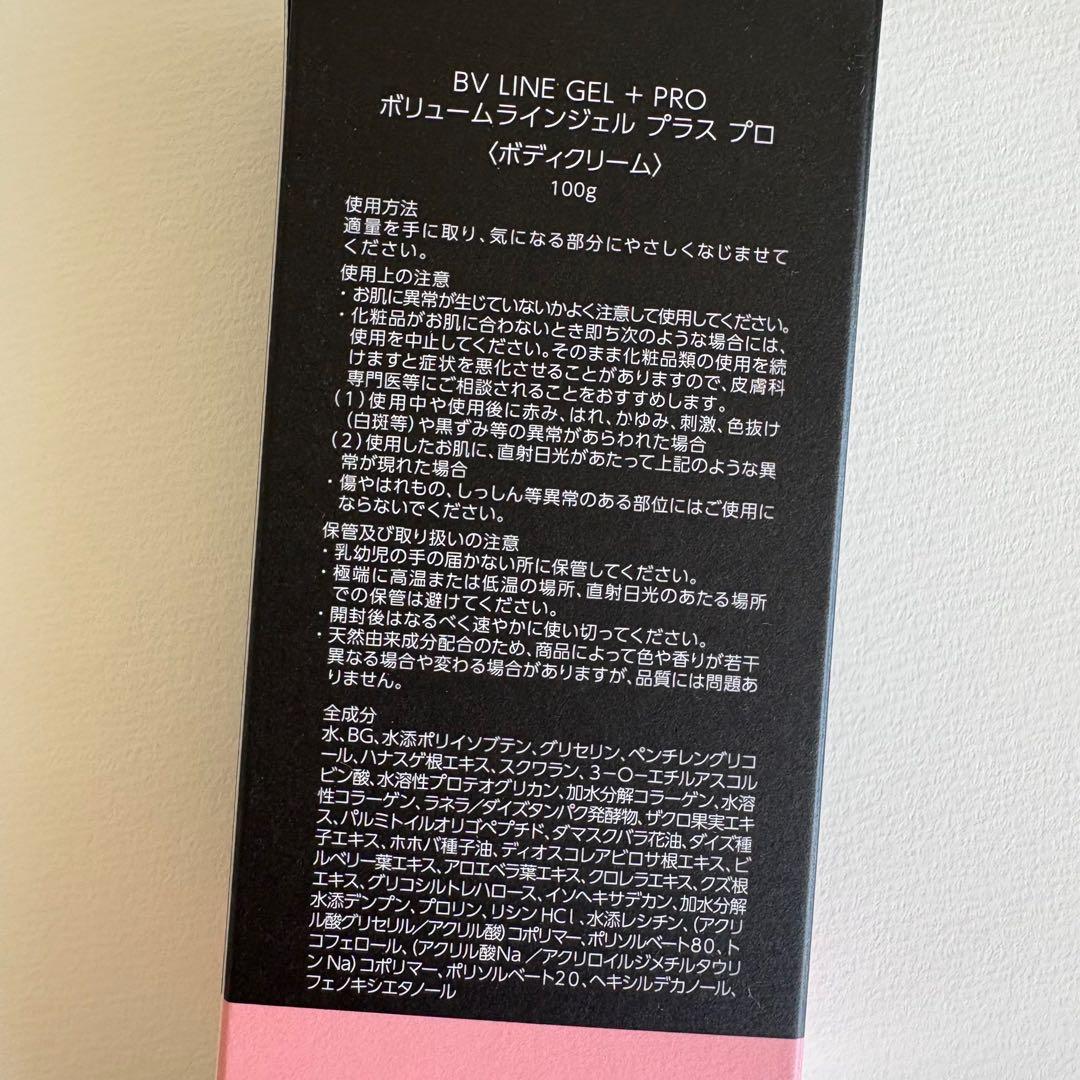 BV LINE GEL + PRO
ボリュームラインジェル プラス プロ
〈ボディクリーム〉
100g
使用方法
適量を手に取り、気になる部分にやさしくなじませて
ください。
使用上の注意
・お肌に異常が生じていないかよく注意して使用してください。
・化粧品がお肌に合わないとき即ち次のような場合には、
使用を中止してください。そのまま化粧品類の使用を続
けますと症状を悪化させることがありますので、皮膚科
専門医等にご相談されることをおすすめします。
(1)使用中や使用後に赤み、はれ、かゆみ、刺激、色抜け
(白斑等)や黒ずみ等の異常があらわれた場合
(2)使用したお肌に、直射日光があたって上記のような異
常が現れた場合
・傷やはれもの、しっしん等異常のある部位にはご使用に
ならないでください。
保管及び取り扱いの注意
・乳幼児の手の届かない所に保管してください。
・極端に高温または低温の場所、直射日光のあたる場所
での保管は避けてください。
・開封後はなるべく速やかに使い切ってください。
・天然由来成分配合のため、商品によって色や香りが若干
異なる場合や変わる場合がありますが、品質には問題あ
りません。
全成分
水、BG、水添ポリイソブテン、グリセリン、ペンチレングリコ
ール、ハナスゲ根エキス、スクワラン、3-O-エチルアスコル
ビン酸、水溶性プロテオグリカン、加水分解コラーゲン、水溶
性コラーゲン、ラネラ/ダイズタンパク発酵物、ザクロ果実エキ
ス、パルミトイルオリゴペプチド、ダマスクバラ花油、ダイズ種
子エキス、ホホバ種子油、ディオスコレアビロサ根エキス、ビ
ルベリー葉エキス、アロエベラ葉エキス、クロレラエキス、クズ根
エキス、グリコシルトレハロース、イソヘキサデカン、加水分解
水添デンプン、プロリン、リシンHCl、水添レシチン、(アクリ
ル酸グリセリル/アクリル酸)コポリマー、ポリソルベート80、ト
コフェロール、(アクリル酸Na/アクリロイルジメチルタウリ
ンNa)コポリマー、ポリソルベート20、ヘキシルデカノール、
フェノキシエタノール